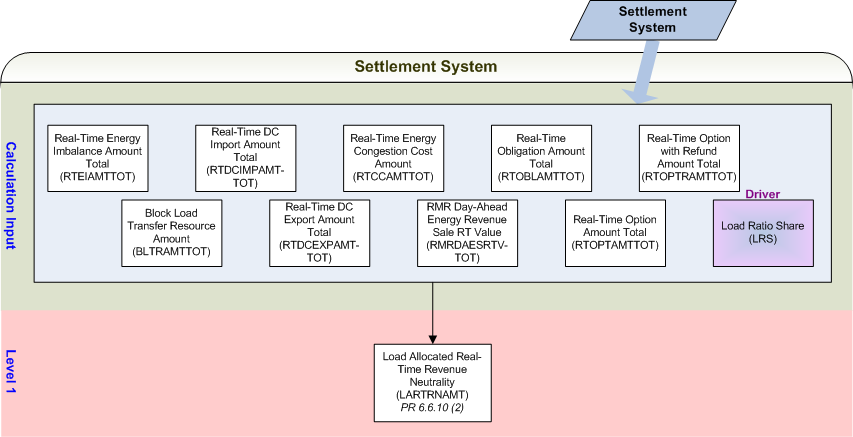 Settlement
System
Settlement System
Calculation Input
Real-Time Energy
Imbalance Amount
Total
(RTEIAMTTOT)
Real-Time DC
Import Amount
Total
(RTDCIMPAMT-
TOT)
Real-Time Energy
Congestion Cost
Amount
(RTCCAMTTOT)
Real-Time
Obligation Amount
Total
(RTOBLAMTTOT)
Real-Time Option
with Refund
Amount Total
(RTOPTRAMTTOT)
Block Load
Transfer Resource
Amount
(BLTRAMTTOT)
Real-Time DC
Export Amount
Total
(RTDCEXPAMT-
TOT)
RMR Day-Ahead
Energy Revenue
Sale RT Value
(RMRDAESRTV-
TOT)
Real-Time Option
Amount Total
(RTOPTAMTTOT)
Driver
Load Ratio Share
(LRS)
Level 1
Load Allocated Real-
Time Revenue
Neutrality
(LARTRNAMT)
PR 6.6.10 (2)